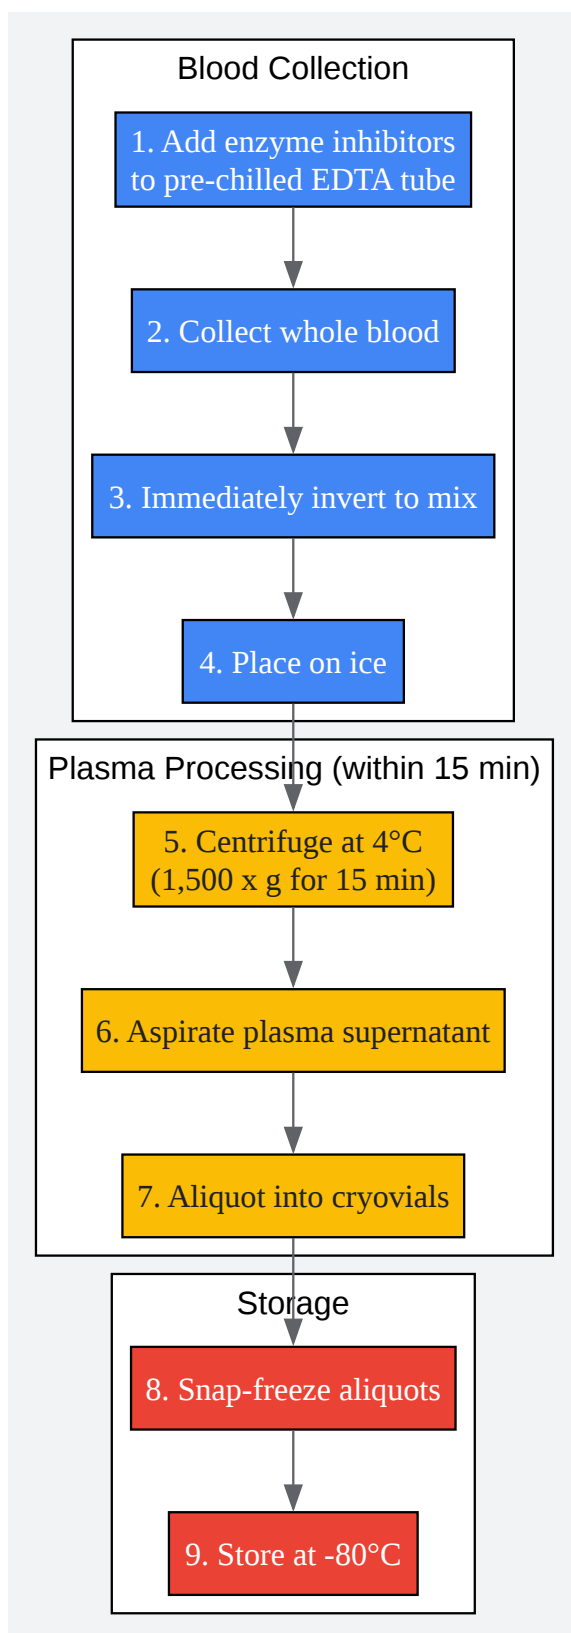 Blood Collection
1. Add enzyme inhibitors
to pre-chilled EDTA tube
2. Collect whole blood
3. Immediately invert to mix
4. Place on ice
Plasma Processing (within 15 min)
5. Centrifuge at 4°C
(1,500 x g for 15 min)
6. Aspirate plasma supernatant
7. Aliquot into cryovials
Storage
8. Snap-freeze aliquots
9. Store at -80°C